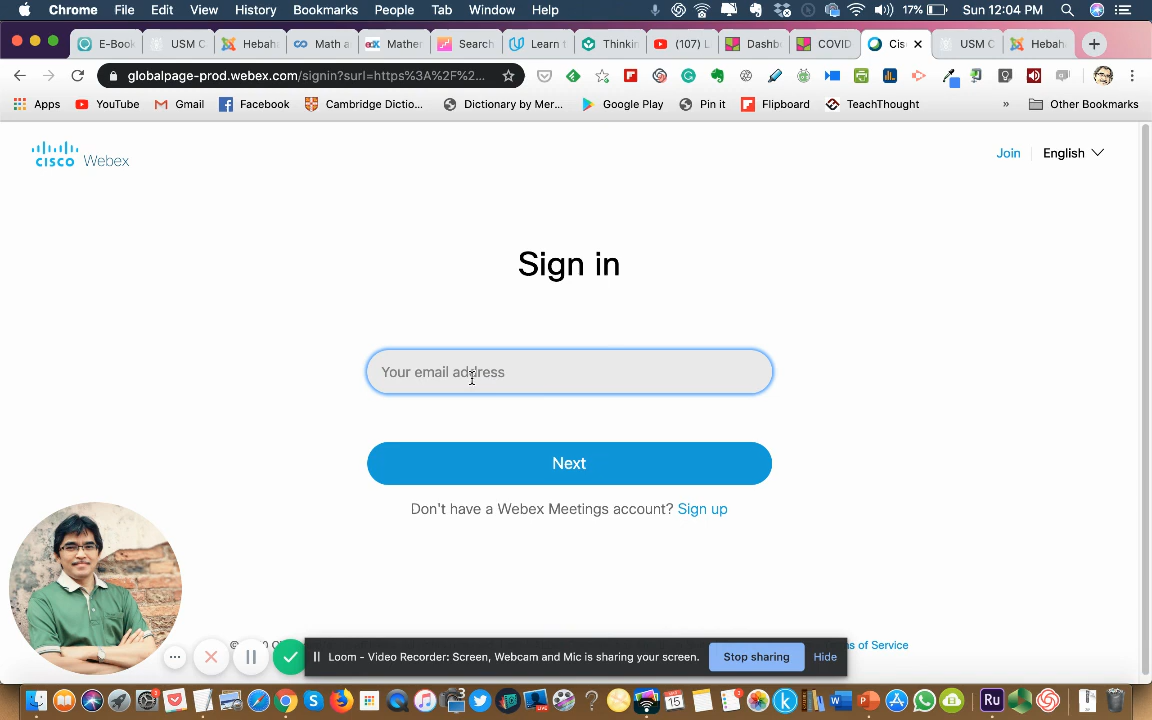 Chrome File Edit View History Bookmarks People Tab Window Help 17% Sun 12:04 PM
E-Book USM C Hebah Math a Mather Search Learn t Thinkin (107) L Dashb COVID Cis USM C Hebah
globalpage-prod.webex.com/signin?surl=https%3A%2F%2...
Apps YouTube Gmail Facebook Cambridge Dictio... Dictionary by Mer... Google Play Pin it Flipboard TeachThought » Other Bookmarks
cisco Webex
Join English
Sign in
Your email address
Next
Don't have a Webex Meetings account? Sign up
ms of Service
Loom - Video Recorder: Screen, Webcam and Mic is sharing your screen. Stop sharing Hide